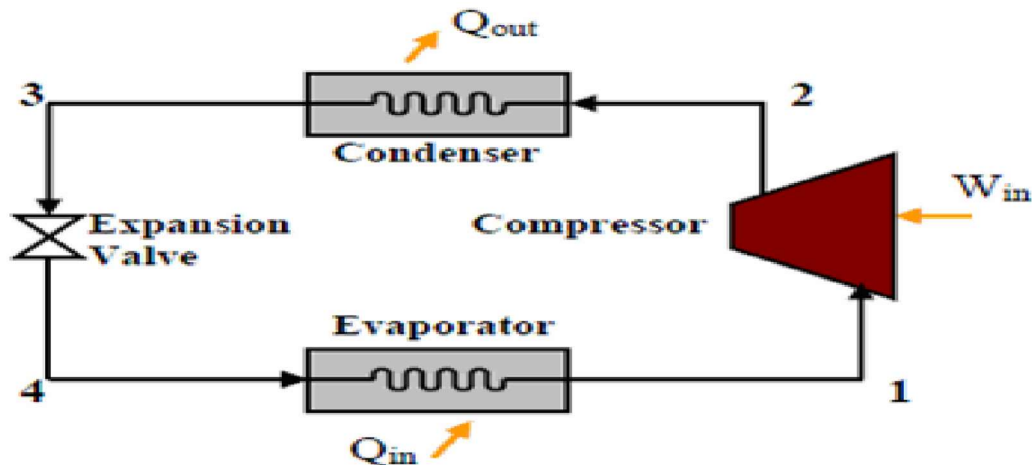 Qout
3
2
Condenser
Win
Compressor
Expansion
Valve
Evaporator
4
1
Qin